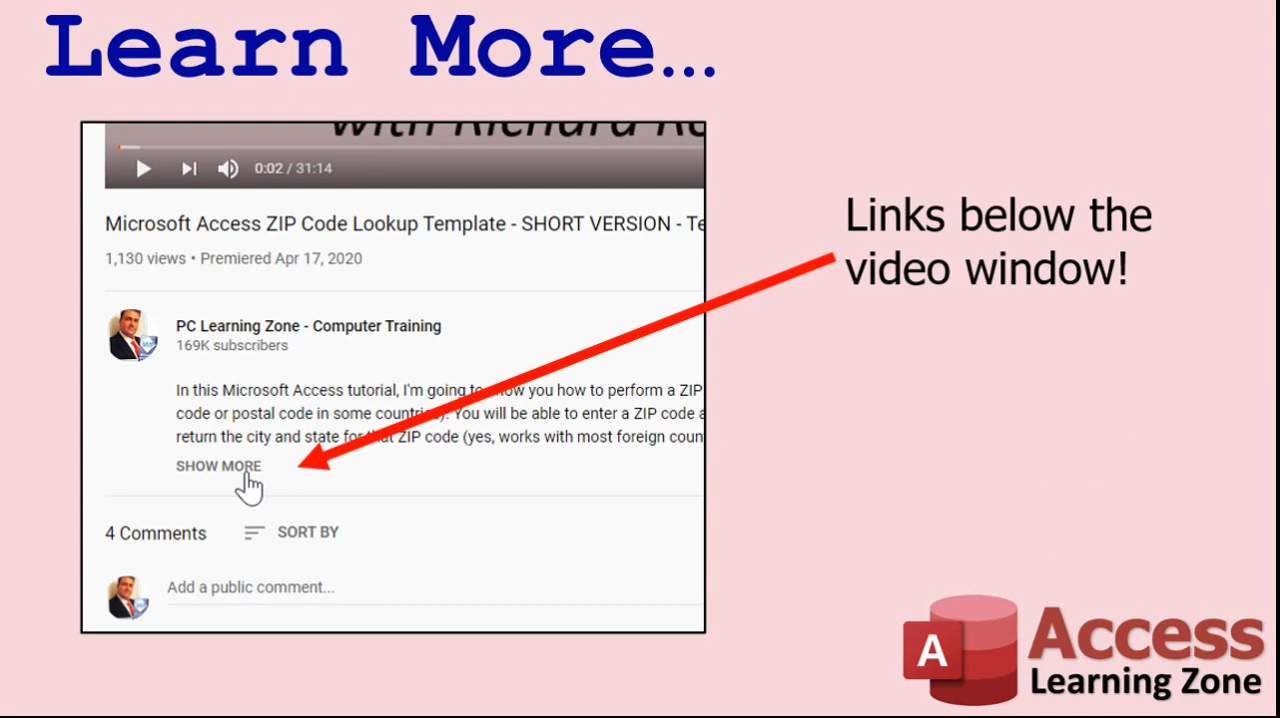 Learn More...
with Richard
0:02 / 31:14
Microsoft Access ZIP Code Lookup Template - SHORT VERSION - Te
1,130 views • Premiered Apr 17, 2020
Links below the
video window!
PC Learning Zone - Computer Training
169K subscribers
In this Microsoft Access tutorial, I'm going to show you how to perform a ZIP
code or postal code in some countries). You will be able to enter a ZIP code a
return the city and state for that ZIP code (yes, works with most foreign coun
SHOW MORE
4 Comments SORT BY
Add a public comment...
A
Access
Learning Zone